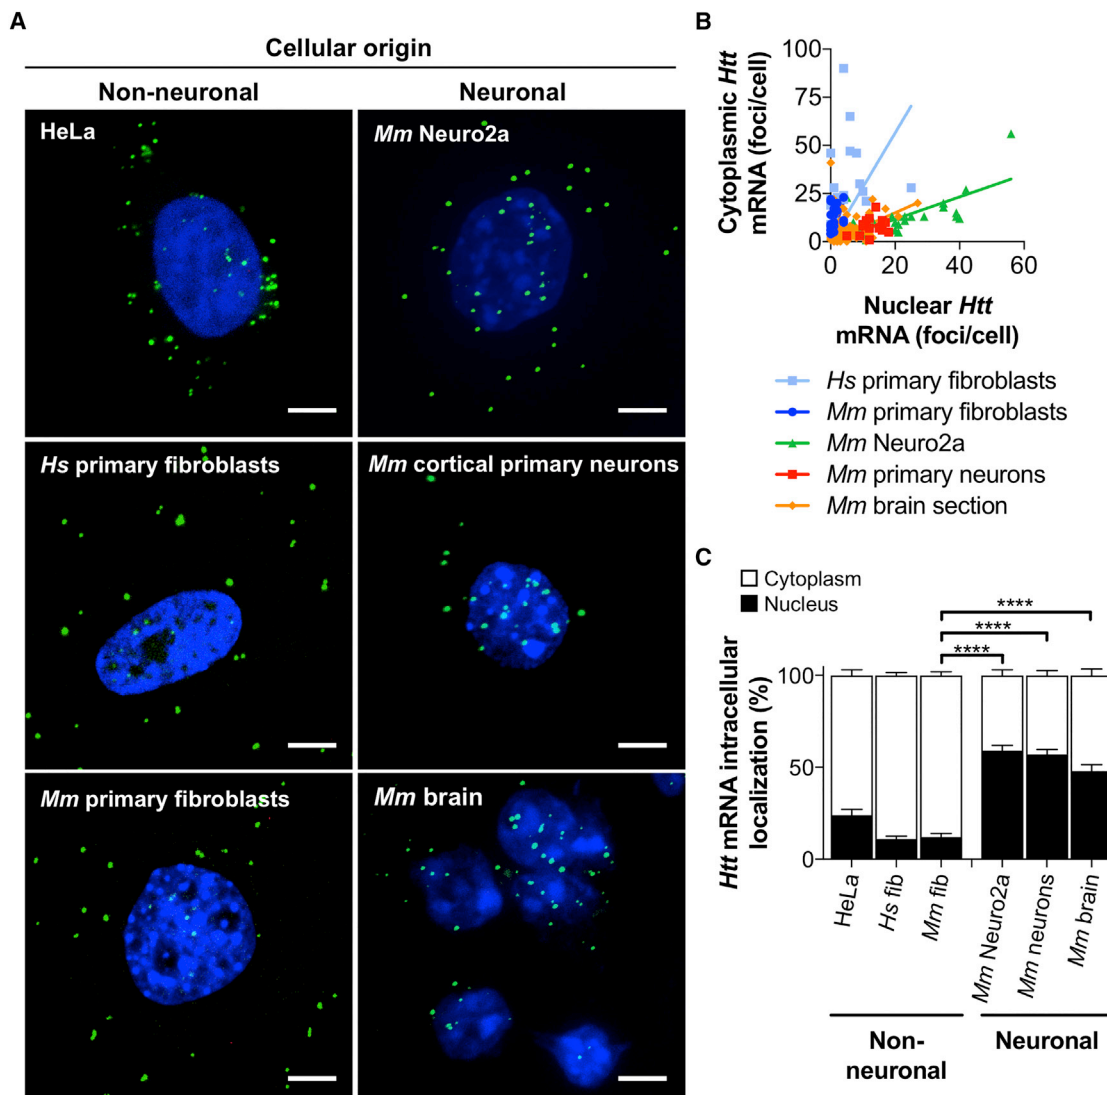 A
Cellular origin
Non-neuronal
Neuronal
HeLa
Mm Neuro2a
Hs primary fibroblasts
Mm cortical primary neurons
Mm primary fibroblasts
Mm brain
B
Cytoplasmic Htt
mRNA (foci/cell)
100
75
50
25
0
0 20 40 60
Nuclear Htt
mRNA (foci/cell)
Hs primary fibroblasts
Mm primary fibroblasts
Mm Neuro2a
Mm primary neurons
Mm brain section
C
Cytoplasm
Nucleus
****
****
****
Htt mRNA intracellular
localization (%)
100
50
0
HeLa
Hs fib
Mm fib
Mm Neuro2a
Mm neurons
Mm brain
Non-
neuronal
Neuronal